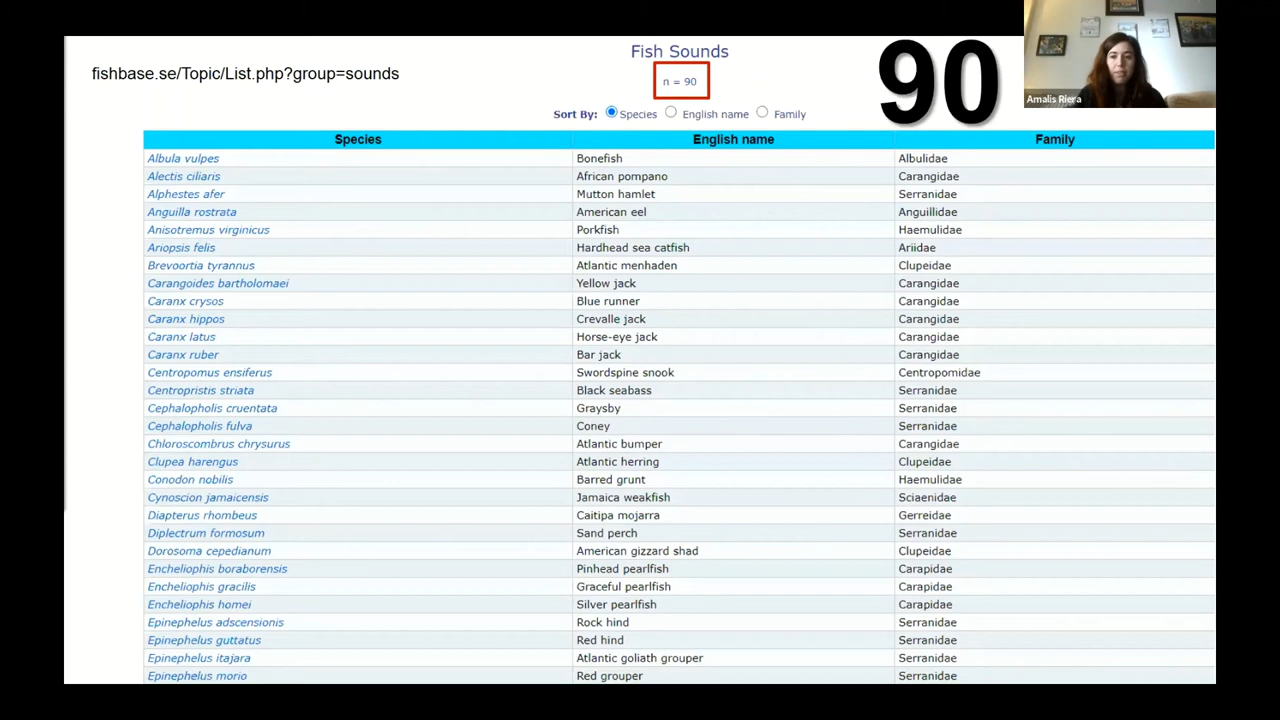 fishbase.se/Topic/List.php?group=sounds
Fish Sounds
n = 90
90
Amalis Riera
Sort By: Species English name Family
Species English name Family
Albula vulpes Bonefish Albulidae
Alectis ciliaris African pompano Carangidae
Alphestes afer Mutton hamlet Serranidae
Anguilla rostrata American eel Anguillidae
Anisotremus virginicus Porkfish Haemulidae
Ariopsis felis Hardhead sea catfish Ariidae
Brevoortia tyrannus Atlantic menhaden Clupeidae
Carangoides bartholomaei Yellow jack Carangidae
Caranx crysos Blue runner Carangidae
Caranx hippos Crevalle jack Carangidae
Caranx latus Horse-eye jack Carangidae
Caranx ruber Bar jack Carangidae
Centropomus ensiferus Swordspine snook Centropomidae
Centropristis striata Black seabass Serranidae
Cephalopholis cruentata Graysby Serranidae
Cephalopholis fulva Coney Serranidae
Chloroscombrus chrysurus Atlantic bumper Carangidae
Clupea harengus Atlantic herring Clupeidae
Conodon nobilis Barred grunt Haemulidae
Cynoscion jamaicensis Jamaica weakfish Sciaenidae
Diapterus rhombeus Caitipa mojarra Gerreidae
Diplectrum formosum Sand perch Serranidae
Dorosoma cepedianum American gizzard shad Clupeidae
Encheliophis boraborensis Pinhead pearlfish Carapidae
Encheliophis gracilis Graceful pearlfish Carapidae
Encheliophis homei Silver pearlfish Carapidae
Epinephelus adscensionis Rock hind Serranidae
Epinephelus guttatus Red hind Serranidae
Epinephelus itajara Atlantic goliath grouper Serranidae
Epinephelus morio Red grouper Serranidae